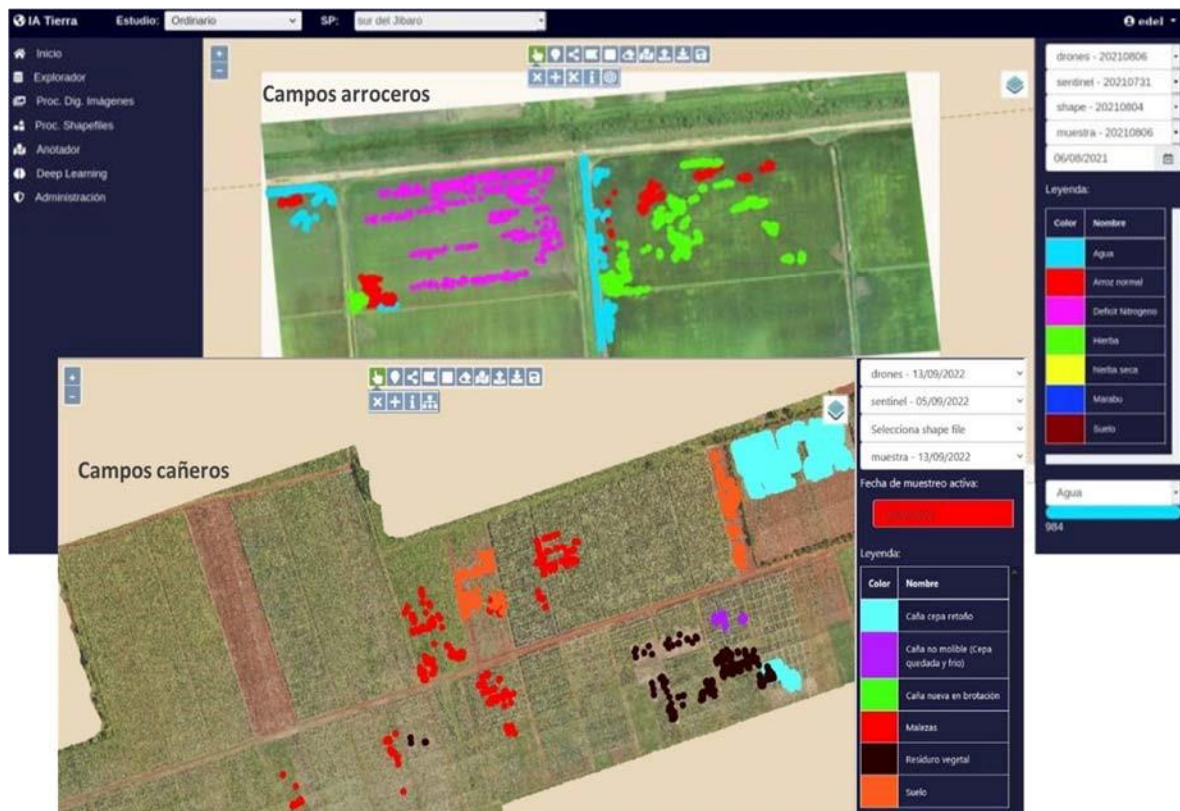 IA Tierra
Estudio:
Ordinario
SP:
sur del Jíbaro
edel
Inicio
Explorador
Proc. Dig. Imágenes
Proc. Shapefiles
Anotador
Deep Learning
Administración
Campos arroceros
drones - 20210806
sentinel - 20210731
shape - 20210804
muestra - 20210806
06/08/2021
Leyenda:
Color Nombre
Agua
Arroz normal
Deficit Nitrogeno
Hierba
hierba seca
Marabu
Suelo
Agua
984
Campos cañeros
drones - 13/09/2022
sentinel - 05/09/2022
Selecciona shape file
muestra - 13/09/2022
Fecha de muestreo activa:
Leyenda:
Color Nombre
Caña cepa retoño
Caña no molible (Cepa
quedada y frio)
Caña nueva en brotación
Malezas
Residuro vegetal
Suelo